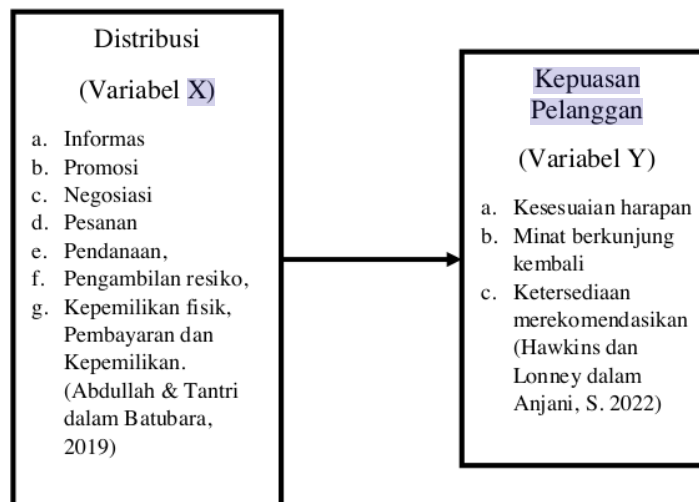 Distribusi
(Variabel X)
a. Informas
b. Promosi
c. Negosiasi
d. Pesanan
e. Pendanaan,
f. Pengambilan resiko,
g. Kepemilikan fisik,
Pembayaran dan
Kepemilikan.
(Abdullah & Tantri
dalam Batubara,
2019)
Kepuasan
Pelanggan
(Variabel Y)
a. Kesesuaian harapan
b. Minat berkunjung
kembali
c. Ketersediaan
merekomendasikan
(Hawkins dan
Lonney dalam
Anjani, S. 2022)